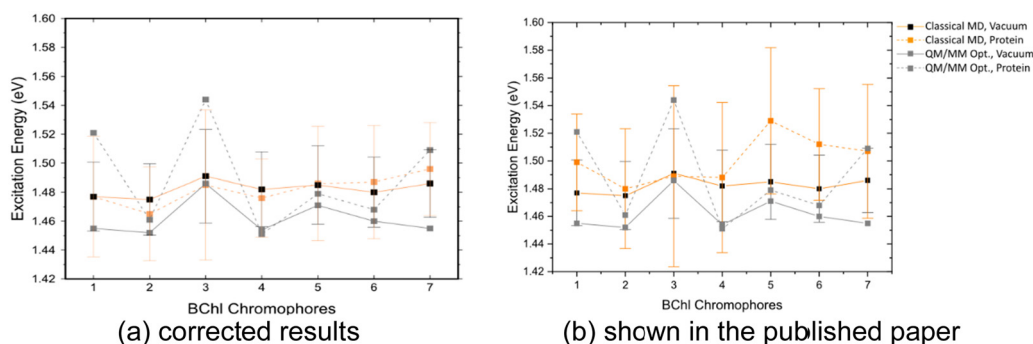 1.60
1.58
1.56
1.54
1.52
1.50
1.48
1.46
1.44
1.42
Excitation Energy (eV)
1 2 3 4 5 6 7
BChl Chromophores
(a) corrected results
1.60
1.58
1.56
1.54
1.52
1.50
1.48
1.46
1.44
1.42
Excitation Energy (eV)
1 2 3 4 5 6 7
BChl Chromophores
(b) shown in the published paper
Classical MD, Vacuum
Classical MD, Protein
QM/MM Opt., Vacuum
QM/MM Opt., Protein